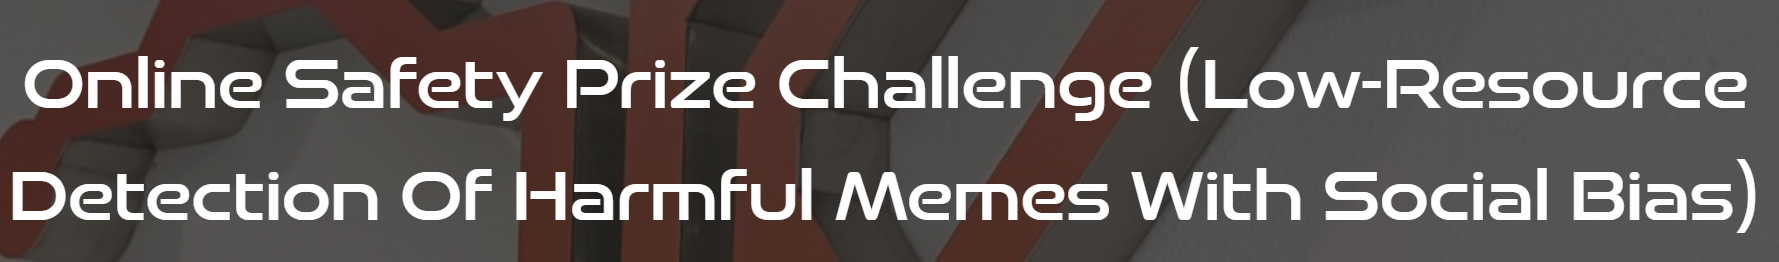 Online Safety Prize Challenge (Low-Resource
Detection Of Harmful Memes With Social Bias)